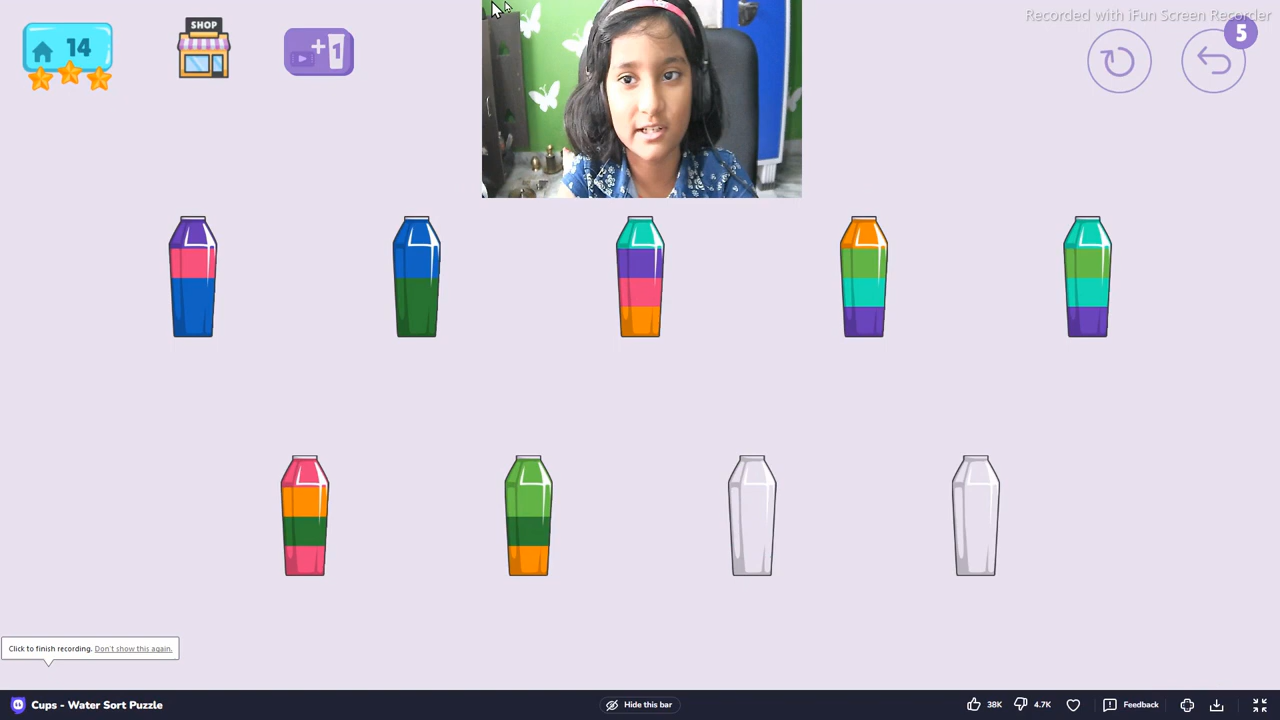 Recorded with iFun Screen Recorder
SHOP
14
+1
5
Click to finish recording. Don't show this again.
Cups - Water Sort Puzzle
Hide this bar
38K
4.7K
Feedback